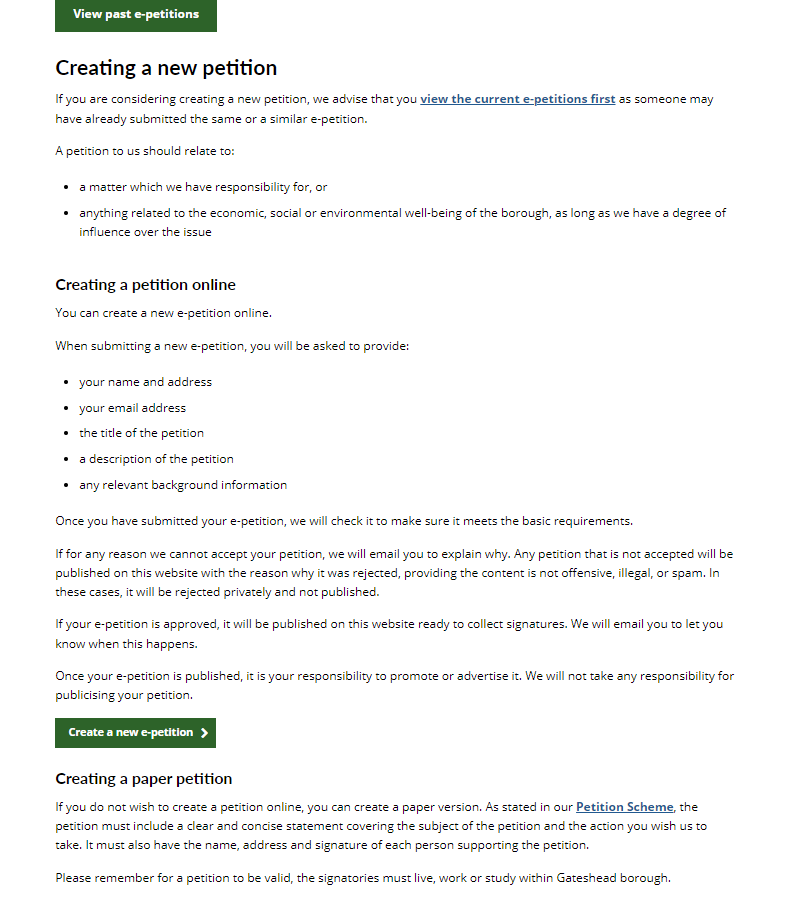 View past e-petitions
Creating a new petition
If you are considering creating a new petition, we advise that you view the current e-petitions first as someone may
have already submitted the same or a similar e-petition.
A petition to us should relate to:
• a matter which we have responsibility for, or
• anything related to the economic, social or environmental well-being of the borough, as long as we have a degree of
influence over the issue
Creating a petition online
You can create a new e-petition online.
When submitting a new e-petition, you will be asked to provide:
• your name and address
• your email address
• the title of the petition
• a description of the petition
• any relevant background information
Once you have submitted your e-petition, we will check it to make sure it meets the basic requirements.
If for any reason we cannot accept your petition, we will email you to explain why. Any petition that is not accepted will be
published on this website with the reason why it was rejected, providing the content is not offensive, illegal, or spam. In
these cases, it will be rejected privately and not published.
If your e-petition is approved, it will be published on this website ready to collect signatures. We will email you to let you
know when this happens.
Once your e-petition is published, it is your responsibility to promote or advertise it. We will not take any responsibility for
publicising your petition.
Create a new e-petition
Creating a paper petition
If you do not wish to create a petition online, you can create a paper version. As stated in our Petition Scheme, the
petition must include a clear and concise statement covering the subject of the petition and the action you wish us to
take. It must also have the name, address and signature of each person supporting the petition.
Please remember for a petition to be valid, the signatories must live, work or study within Gateshead borough.